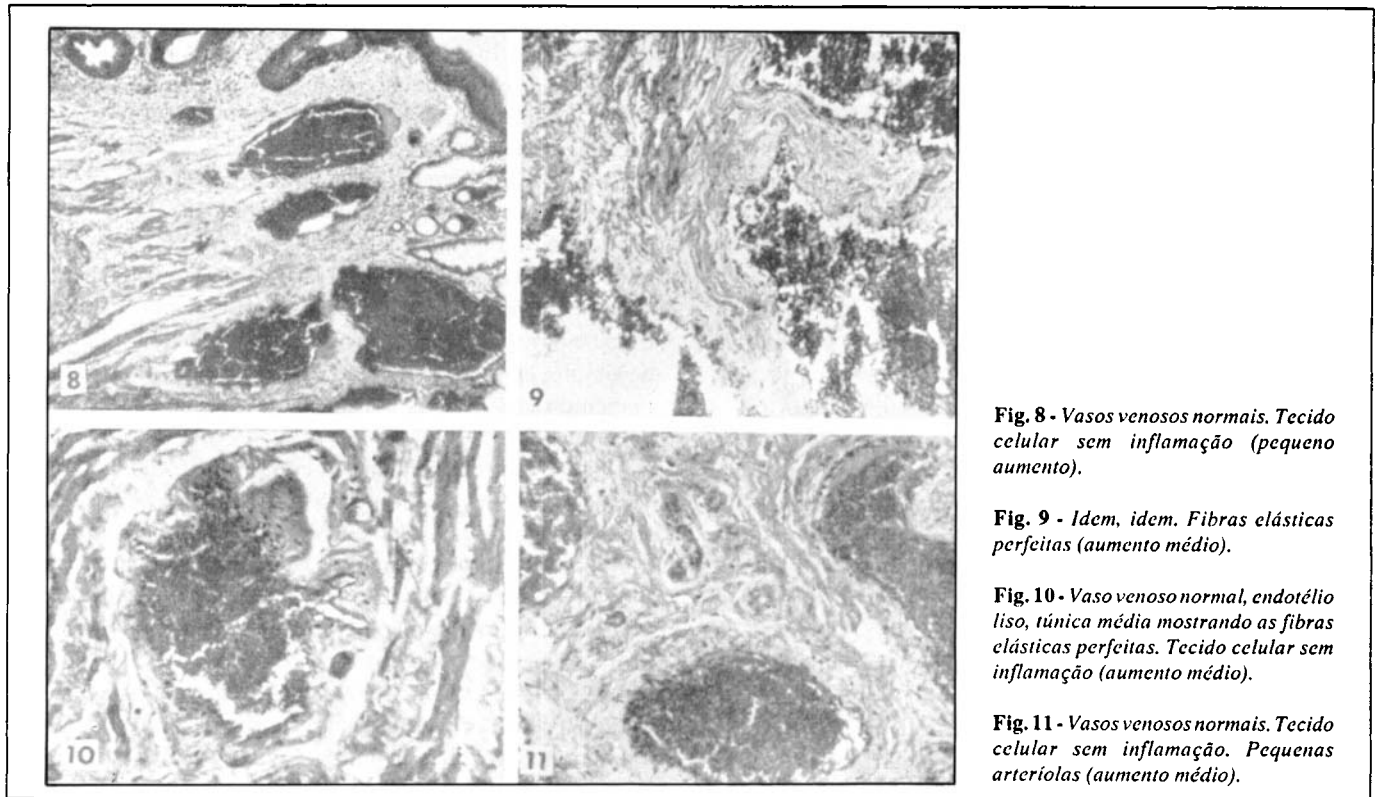 8
9
10
11
Fig. 8 - Vasos venosos normais. Tecido
celular sem inflamação (pequeno
aumento).
Fig. 9 - Idem, idem. Fibras elásticas
perfeitas (aumento médio).
Fig. 10 - Vaso venoso normal, endotélio
liso, túnica média mostrando as fibras
elásticas perfeitas. Tecido celular sem
inflamação (aumento médio).
Fig. 11 - Vasos venosos normais. Tecido
celular sem inflamação. Pequenas
arteríolas (aumento médio).